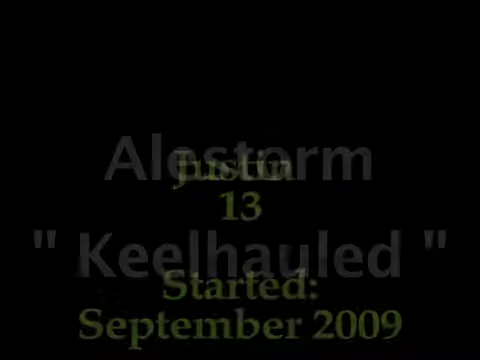 Alestorm
Justin
13
" Keelhauled "
Started:
September 2009